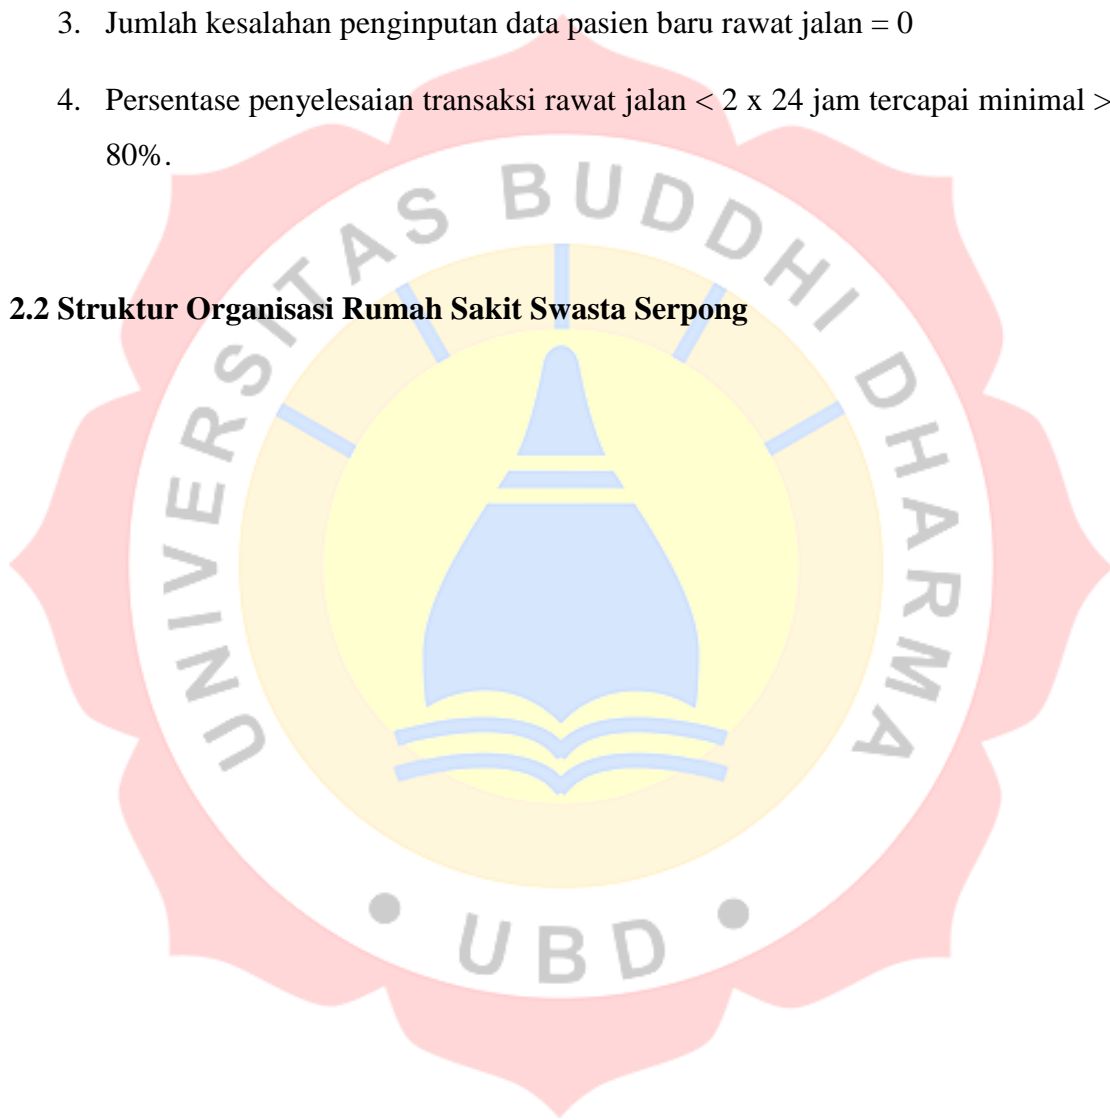 3. Jumlah kesalahan penginputan data pasien baru rawat jalan = 0
4. Persentase penyelesaian transaksi rawat jalan < 2 x 24 jam tercapai minimal >
80%.
2.2 Struktur Organisasi Rumah Sakit Swasta Serpong
UNIVERSITAS BUDDHI DHARMA
• UBD •